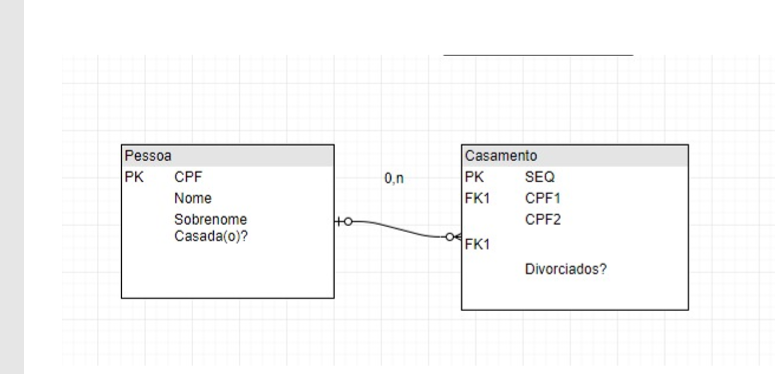 Pessoa
PK CPF
Nome
Sobrenome
Casada(o)?
0,n
Casamento
PK SEQ
FK1 CPF1
CPF2
FK1
Divorciados?